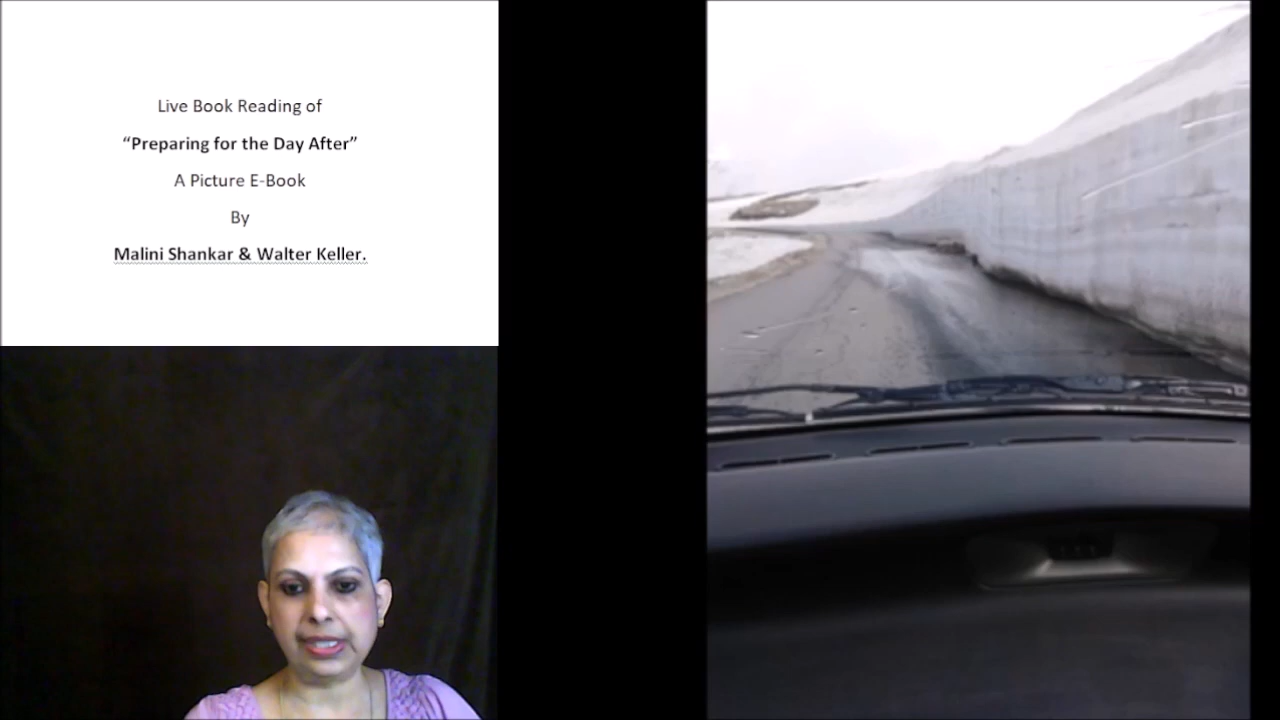 Live Book Reading of
“Preparing for the Day After”
A Picture E-Book
By
Malini Shankar & Walter Keller.